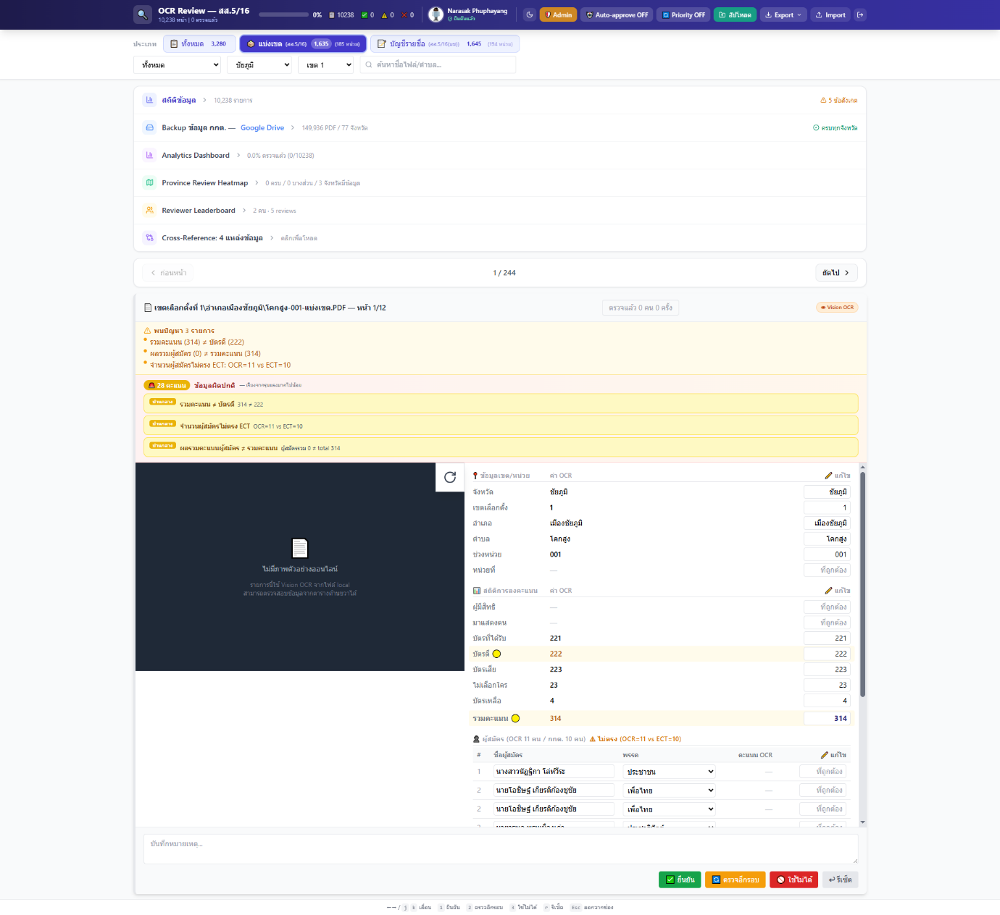 OCR Review — สส.5/16
10,238 หน้า | 0 ตรวจแล้ว
0% 10238 0 0 0
Narasak Phuphayang
ยืนยันแล้ว
Admin
Auto-approve OFF
Priority OFF
อัปโหลด
Export
Import
ประเภท
ทั้งหมด 3,280
แบ่งเขต (สส.5/16) 1,635 (185 หน่วย)
บัญชีรายชื่อ (สส.5/16(บช)) 1,645 (194 หน่วย)
ทั้งหมด
ชัยภูมิ
เขต 1
ค้นหาชื่อไฟล์/ตำบล...
สถิติข้อมูล > 10,238 รายการ
5 ข้อสังเกต
Backup ข้อมูล กกต. — Google Drive > 149,936 PDF / 77 จังหวัด
ครบทุกจังหวัด
Analytics Dashboard > 0.0% ตรวจแล้ว (0/10238)
Province Review Heatmap > 0 ครบ / 0 บางส่วน / 3 จังหวัดมีข้อมูล
Reviewer Leaderboard > 2 คน · 5 reviews
Cross-Reference: 4 แหล่งข้อมูล > คลิกเพื่อโหลด
ก่อนหน้า
1 / 244
ถัดไป
เขตเลือกตั้งที่ 1\อำเภอเมืองชัยภูมิ\โคกสูง-001-แบ่งเขต.PDF — หน้า 1/12
ตรวจแล้ว 0 คน 0 ครั้ง
Vision OCR
พบปัญหา 3 รายการ
รวมคะแนน (314) ≠ บัตรดี (222)
ผลรวมผู้สมัคร (0) ≠ รวมคะแนน (314)
จำนวนผู้สมัครไม่ตรง ECT: OCR=11 vs ECT=10
28 คะแนน ข้อมูลผิดปกติ — เรียงจากรุนแรงมากไปน้อย
ปานกลาง รวมคะแนน ≠ บัตรดี 314 ≠ 222
ปานกลาง จำนวนผู้สมัครไม่ตรง ECT OCR=11 vs ECT=10
ปานกลาง ผลรวมคะแนนผู้สมัคร ≠ รวมคะแนน ผู้สมัครรวม 0 ≠ total 314
ไม่มีภาพตัวอย่างออนไลน์
รายการนี้ใช้ Vision OCR จากไฟล์ local
สามารถตรวจสอบข้อมูลจากตารางด้านขวาได้
ข้อมูลเขต/หน่วย ค่า OCR แก้ไข
จังหวัด ชัยภูมิ ชัยภูมิ
เขตเลือกตั้ง 1 1
อำเภอ เมืองชัยภูมิ เมืองชัยภูมิ
ตำบล โคกสูง โคกสูง
ช่วงหน่วย 001 001
หน่วยที่ — ที่ถูกต้อง
สถิติการลงคะแนน ค่า OCR แก้ไข
ผู้มีสิทธิ — ที่ถูกต้อง
มาแสดงตน — ที่ถูกต้อง
บัตรที่ได้รับ 221 221
บัตรดี 222 222
บัตรเสีย 223 223
ไม่เลือกใคร 23 23
บัตรเหลือ 4 4
รวมคะแนน 314 314
ผู้สมัคร (OCR 11 คน / กกต. 10 คน) ไม่ตรง (OCR=11 vs ECT=10)
# ชื่อผู้สมัคร พรรค คะแนน OCR แก้ไข
1 นางสาวนัฏฐิกา โล่ห์วีระ ประชาชน — ที่ถูกต้อง
2 นายโอชิษฐ์ เกียรติก้องชูชัย เพื่อไทย — ที่ถูกต้อง
2 นายโอชิษฐ์ เกียรติก้องชูชัย เพื่อไทย — ที่ถูกต้อง
บันทึกหมายเหตุ...
ยืนยัน
ตรวจอีกรอบ
ใช้ไม่ได้
รีเซ็ต
←→ / j k เลื่อน 1 ยืนยัน 2 ตรวจอีกรอบ 3 ใช้ไม่ได้ r รีเซ็ต Esc ออกจากช่อง